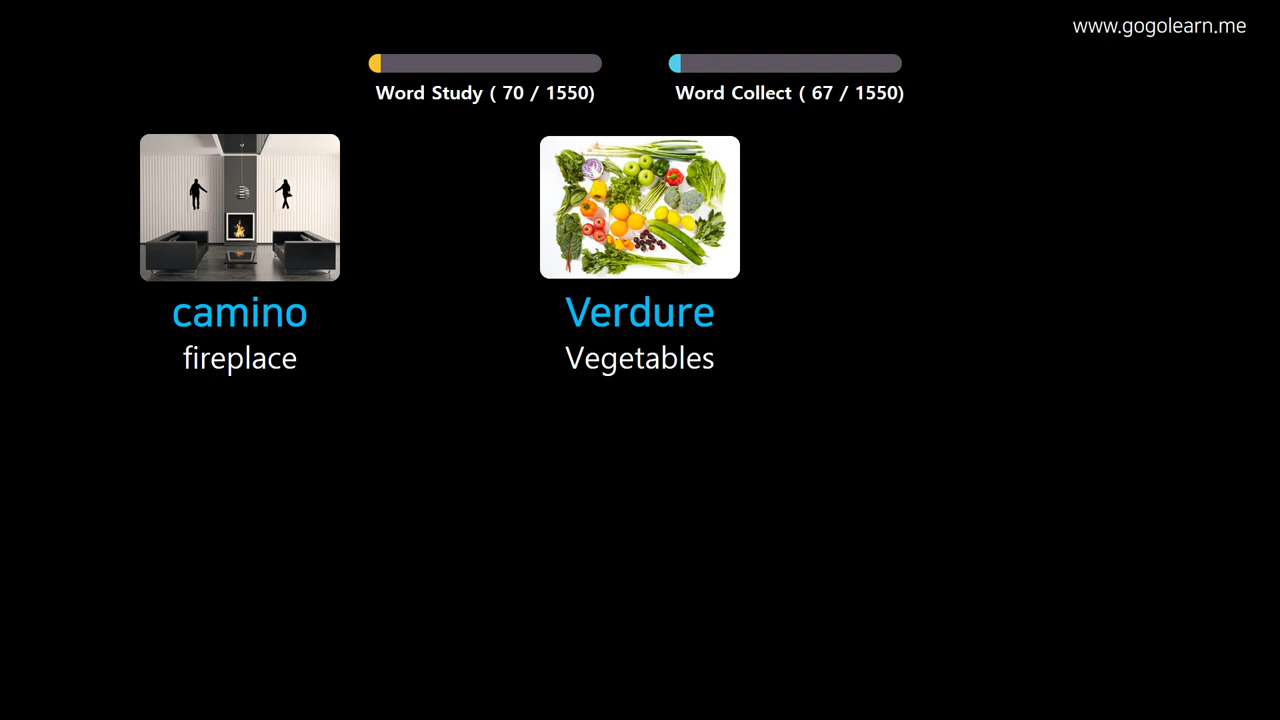 www.gogolearn.me
Word Study ( 70 / 1550)
Word Collect ( 67 / 1550)
camino
fireplace
Verdure
Vegetables